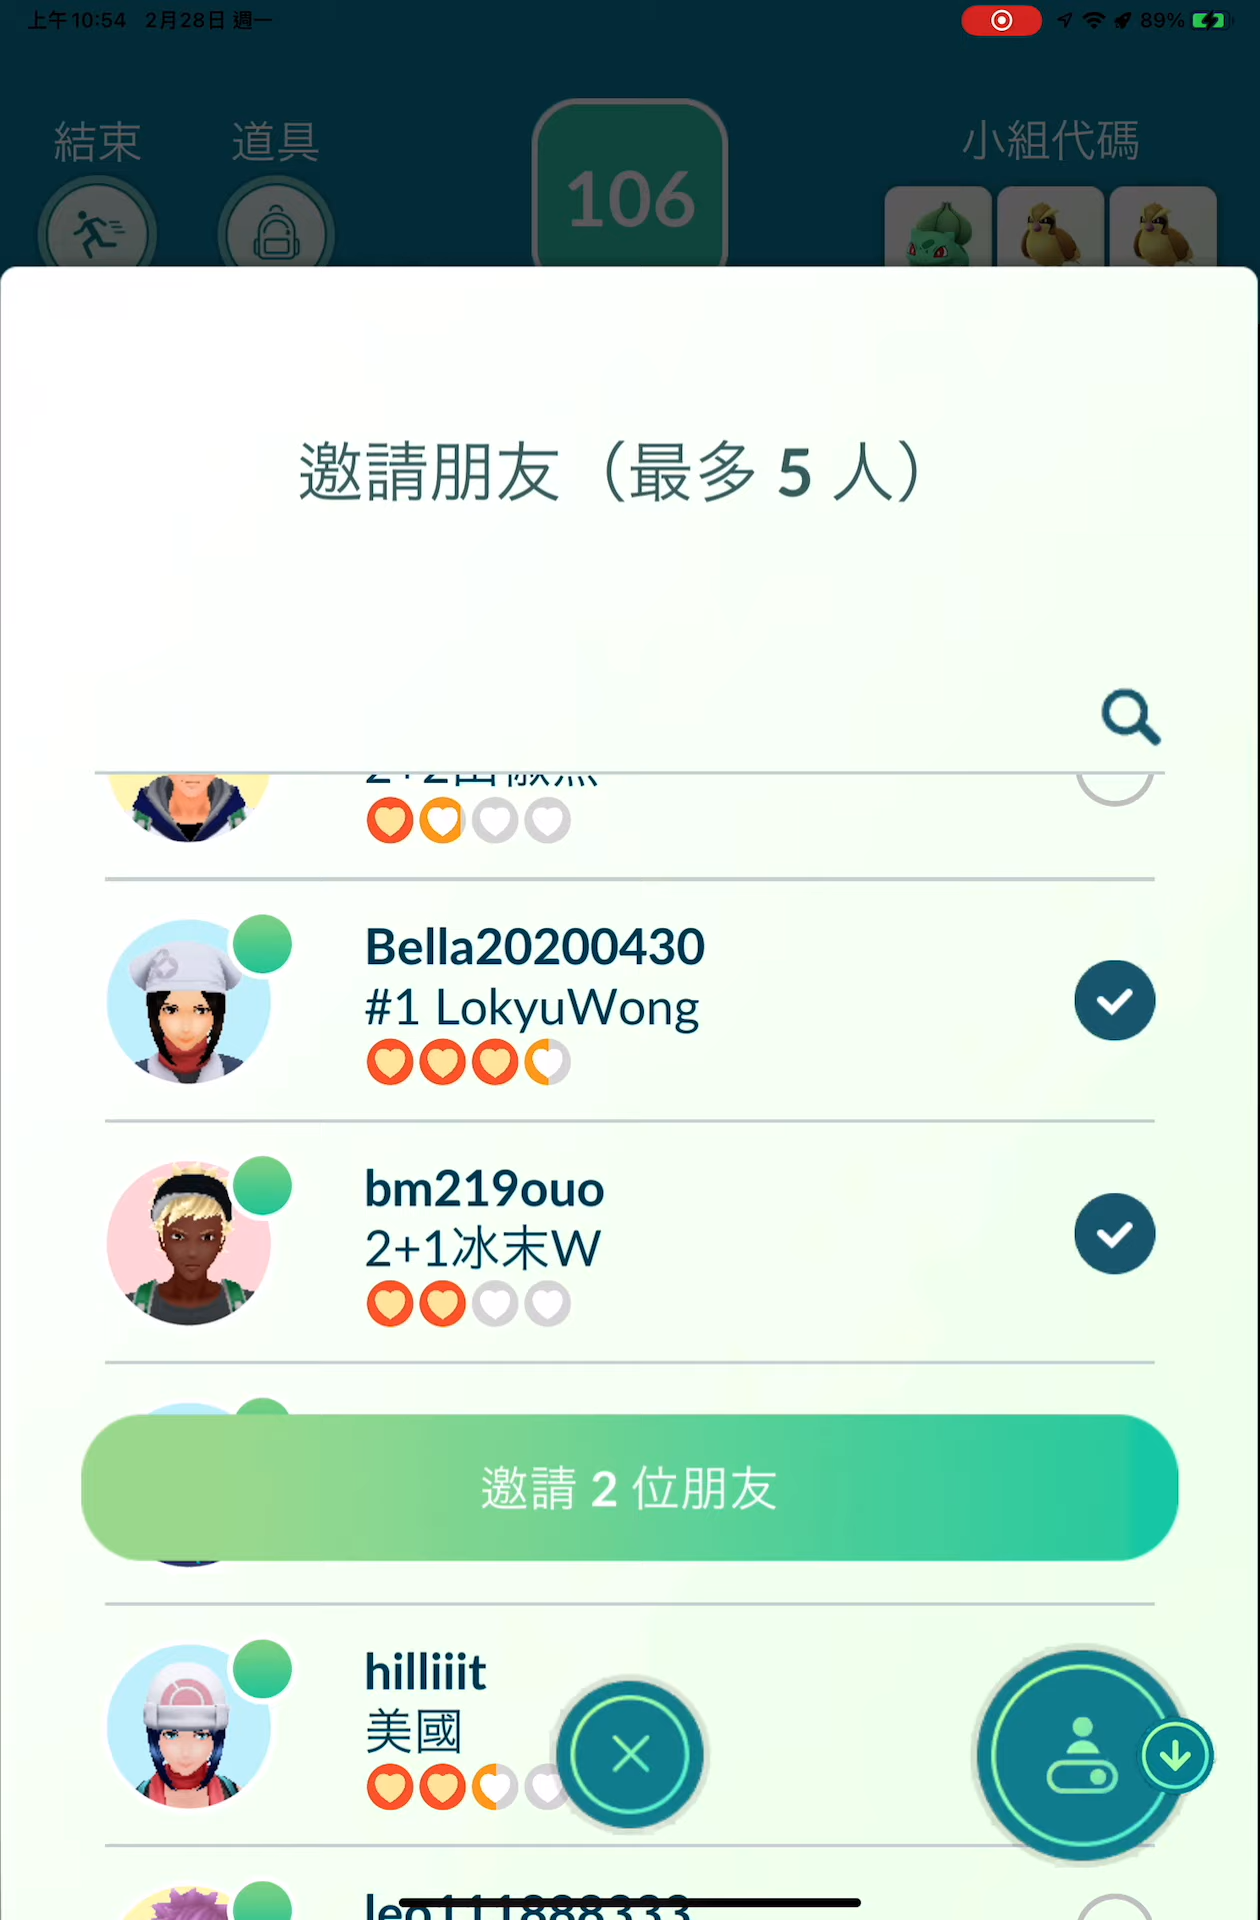 上午10:54 2月28日 週一
89%
結束
道具
106
小組代碼
邀請朋友（最多 5 人）
Bella20200430
#1 LokyuWong
bm219ouo
2+1冰末W
邀請 2 位朋友
hilliiit
美國